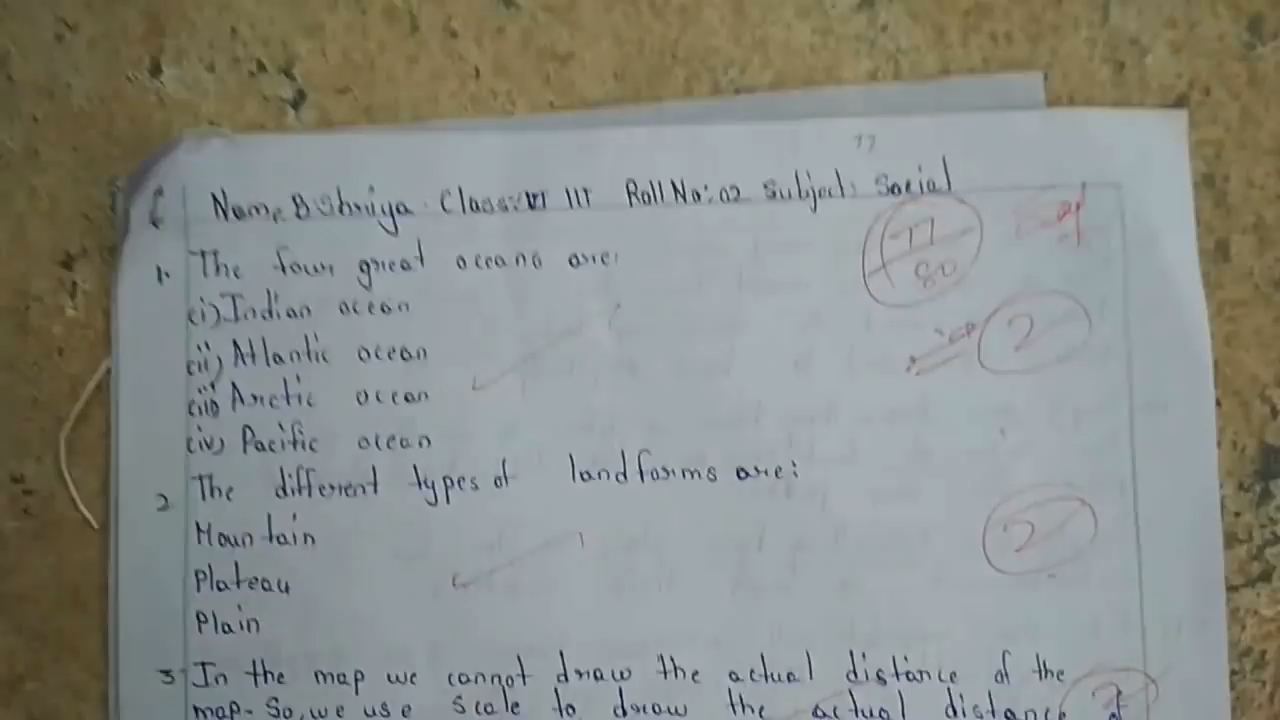 77
Name B Shriya Class: VI III Roll No: 02 Subject: Social
77
80
1. The four great oceans are:
(i) Indian ocean
2
(ii) Atlantic ocean
(iii) Arctic ocean
(iv) Pacific ocean
2 The different types of landforms are:
Mountain
2
Plateau
Plain
3 In the map we cannot draw the actual distance of the
2
map. So, we use scale to draw the actual distance of